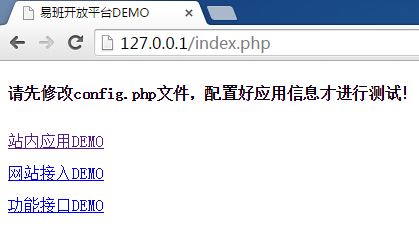 易班开放平台DEMO
127.0.0.1/index.php
请先修改config.php文件，配置好应用信息才进行测试!
站内应用DEMO
网站接入DEMO
功能接口DEMO